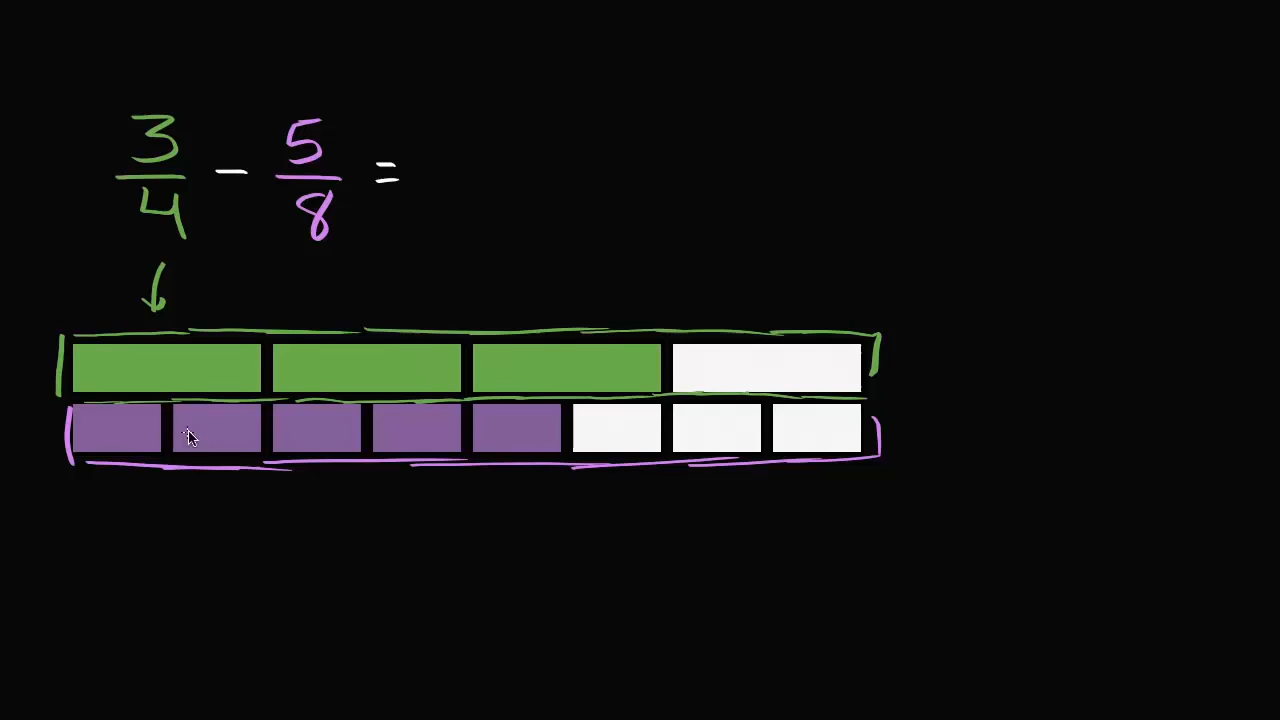 3/4 - 5/8 =